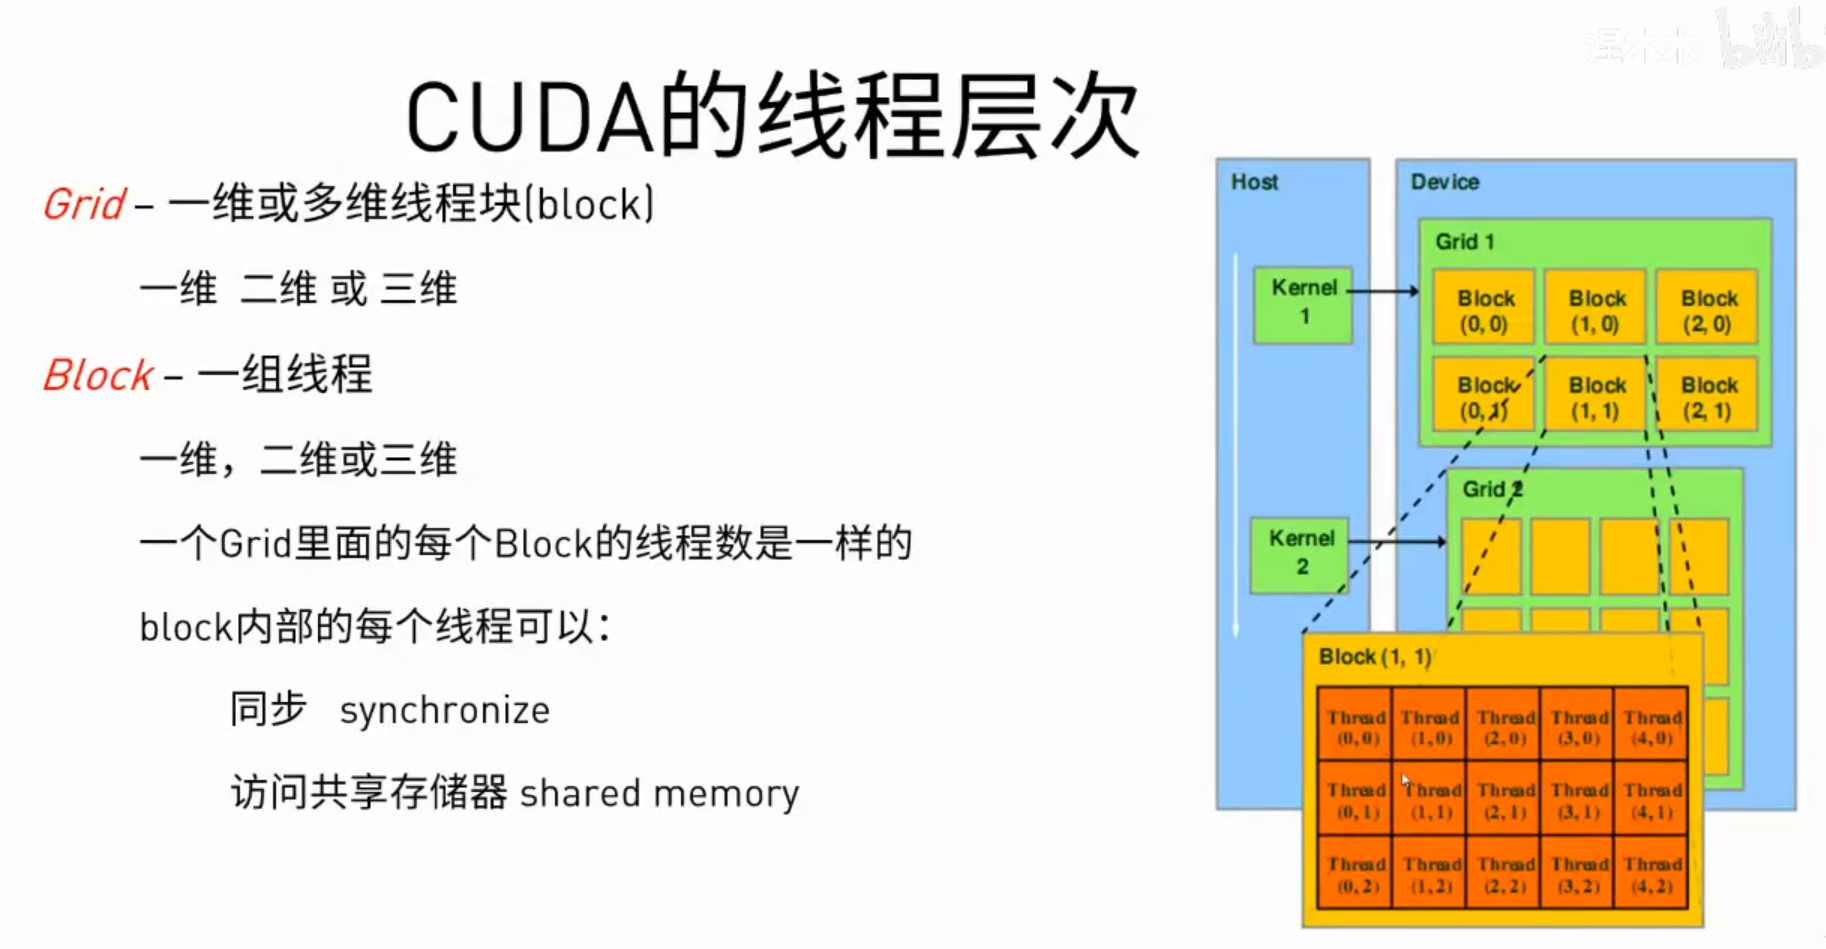 涅木木 bilibili
CUDA的线程层次
Grid – 一维或多维线程块(block)
一维 二维 或 三维
Block – 一组线程
一维，二维或三维
一个Grid里面的每个Block的线程数是一样的
block内部的每个线程可以：
同步 synchronize
访问共享存储器 shared memory
Host
Device
Grid 1
Kernel
1
Block
(0, 0)
Block
(1, 0)
Block
(2, 0)
Block
(0, 1)
Block
(1, 1)
Block
(2, 1)
Grid 2
Kernel
2
Block (1, 1)
Thread
(0, 0)
Thread
(1, 0)
Thread
(2, 0)
Thread
(3, 0)
Thread
(4, 0)
Thread
(0, 1)
Thread
(1, 1)
Thread
(2, 1)
Thread
(3, 1)
Thread
(4, 1)
Thread
(0, 2)
Thread
(1, 2)
Thread
(2, 2)
Thread
(3, 2)
Thread
(4, 2)